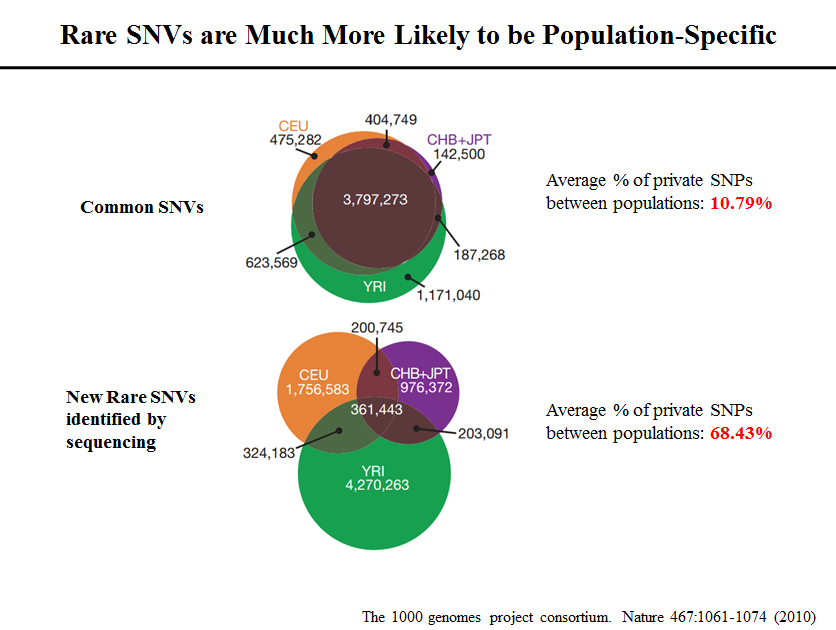 Rare SNVs are Much More Likely to be Population-Specific
CEU
475,282
404,749
CHB+JPT
142,500
3,797,273
187,268
623,569
YRI
1,171,040
Common SNVs
Average % of private SNPs
between populations: 10.79%
200,745
CEU
1,756,583
CHB+JPT
976,372
361,443
203,091
324,183
YRI
4,270,263
New Rare SNVs
identified by
sequencing
Average % of private SNPs
between populations: 68.43%
The 1000 genomes project consortium. Nature 467:1061-1074 (2010)